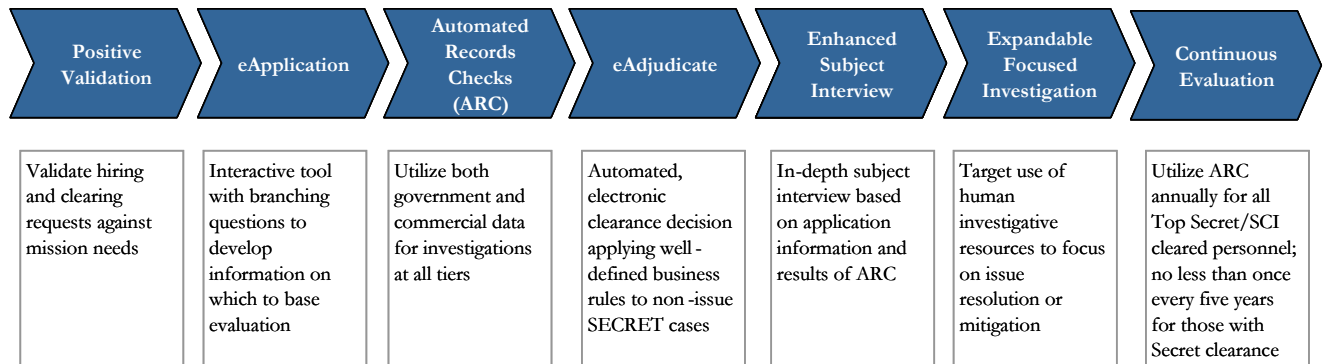 Positive
Validation
eApplication
Automated
Records
Checks
(ARC)
eAdjudicate
Enhanced
Subject
Interview
Expandable
Focused
Investigation
Continuous
Evaluation
Validate hiring
and clearing
requests against
mission needs
Interactive tool
with branching
questions to
develop
information on
which to base
evaluation
Utilize both
government and
commercial data
for investigations
at all tiers
Automated,
electronic
clearance decision
applying well -
defined business
rules to non -issue
SECRET cases
In-depth subject
interview based
on application
information and
results of ARC
Target use of
human
investigative
resources to focus
on issue
resolution or
mitigation
Utilize ARC
annually for all
Top Secret/SCI
cleared personnel;
no less than once
every five years
for those with
Secret clearance